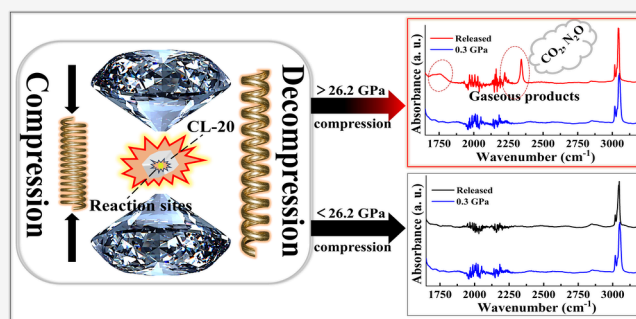 Compression
CL-20
Reaction sites
Decompression
> 26.2 GPa
compression
< 26.2 GPa
compression
Absorbance (a. u.)
Released
0.3 GPa
CO₂, N₂O
Gaseous products
1750 2000 2250 2500 2750 3000
Wavenumber (cm⁻¹)
Absorbance (a. u.)
Released
0.3 GPa
2000 2250 2500 2750 3000
Wavenumber (cm⁻¹)